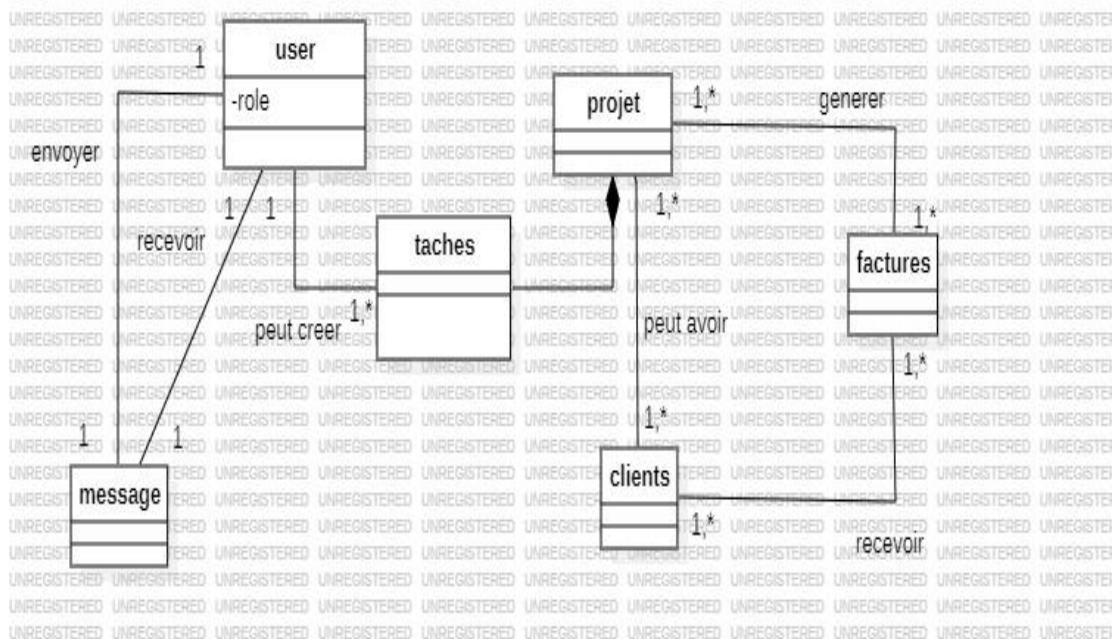 user
1
-role
projet
1,*
generer
envoyer
1
1
1,*
1,*
recevoir
taches
factures
1,*
peut creer
peut avoir
1,*
1,*
1
1
clients
message
1,*
recevoir
UNREGISTERED